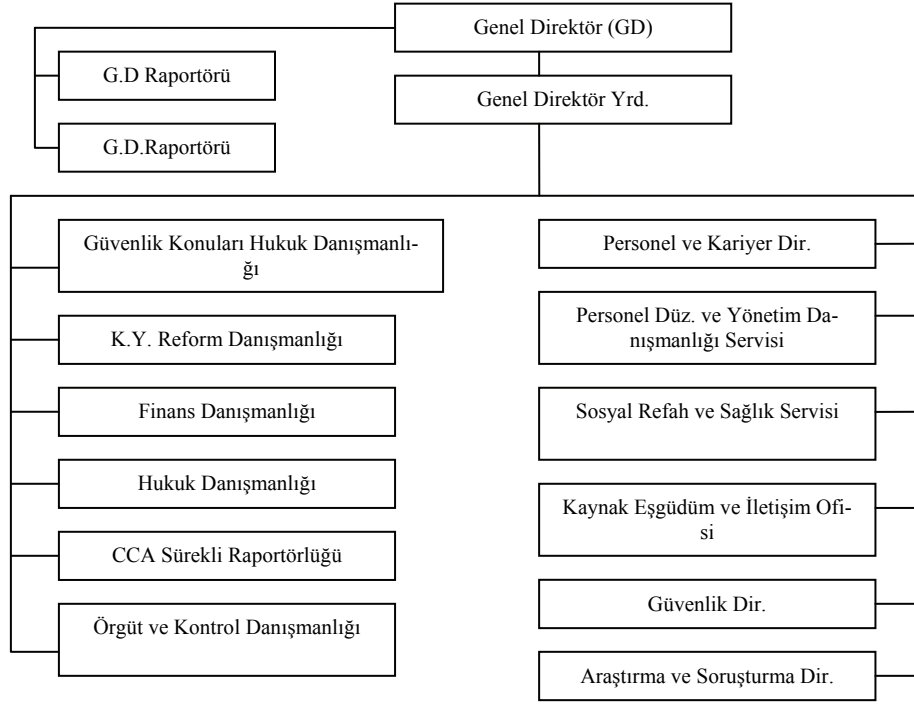 Genel Direktör (GD)
G.D Raportörü
Genel Direktör Yrd.
G.D.Raportörü
Güvenlik Konuları Hukuk Danışmanlı-
ğı
K.Y. Reform Danışmanlığı
Finans Danışmanlığı
Hukuk Danışmanlığı
CCA Sürekli Raportörlüğü
Örgüt ve Kontrol Danışmanlığı
Personel ve Kariyer Dir.
Personel Düz. ve Yönetim Da-
nışmanlığı Servisi
Sosyal Refah ve Sağlık Servisi
Kaynak Eşgüdüm ve İletişim Ofi-
si
Güvenlik Dir.
Araştırma ve Soruşturma Dir.